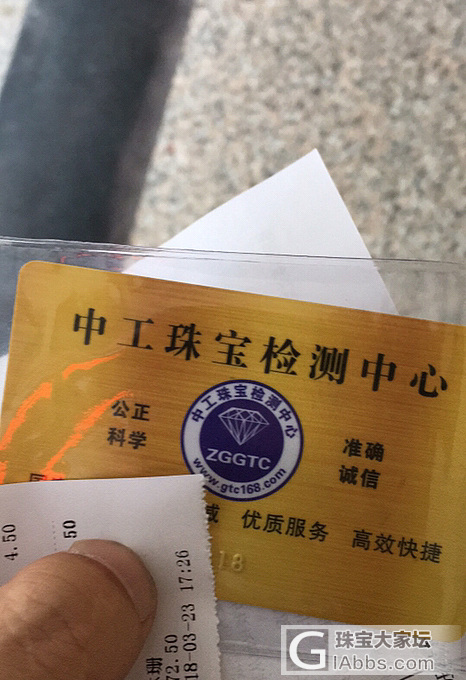 中工珠宝检测中心
公正
科学
中工珠宝检测中心
ZGGTC
www.gtc168.com
准确
诚信
优质服务 高效快捷
18
4.50
50
72.50
18-03-23 17:26
珠宝大家坛
GIAbbs.com